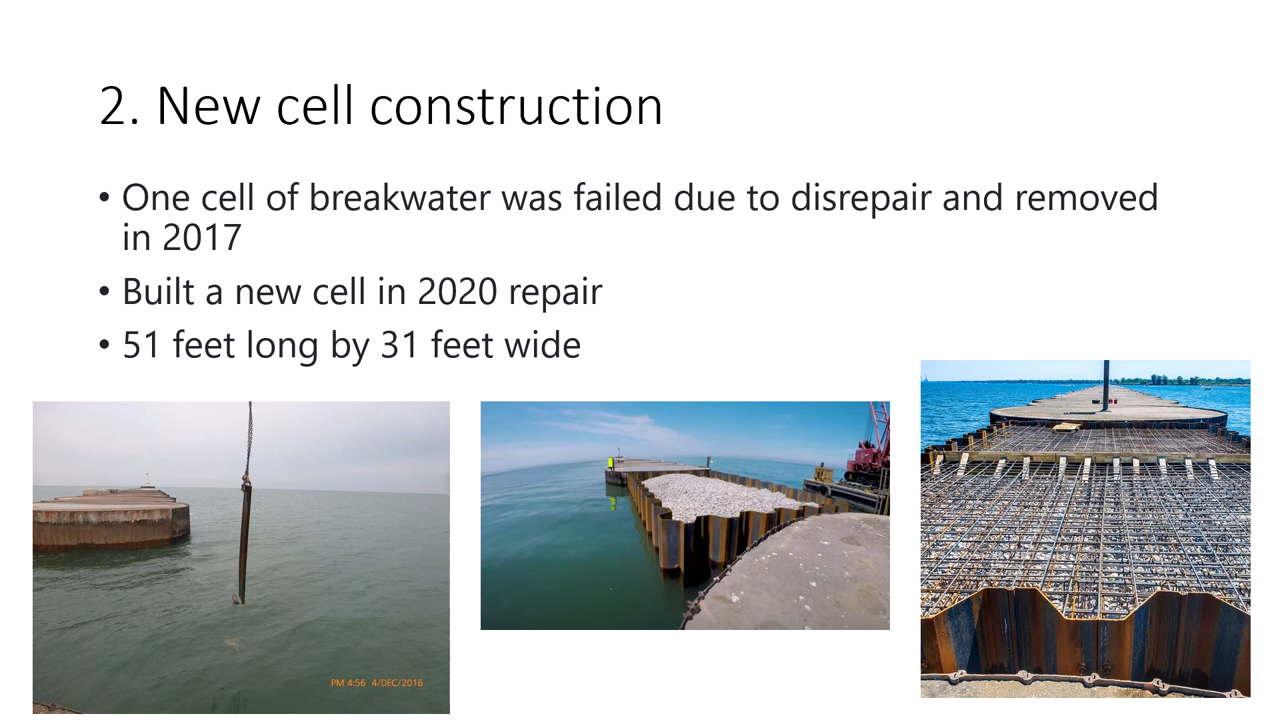 2. New cell construction
• One cell of breakwater was failed due to disrepair and removed
in 2017
• Built a new cell in 2020 repair
• 51 feet long by 31 feet wide
PM 4:56 4/DEC/2016